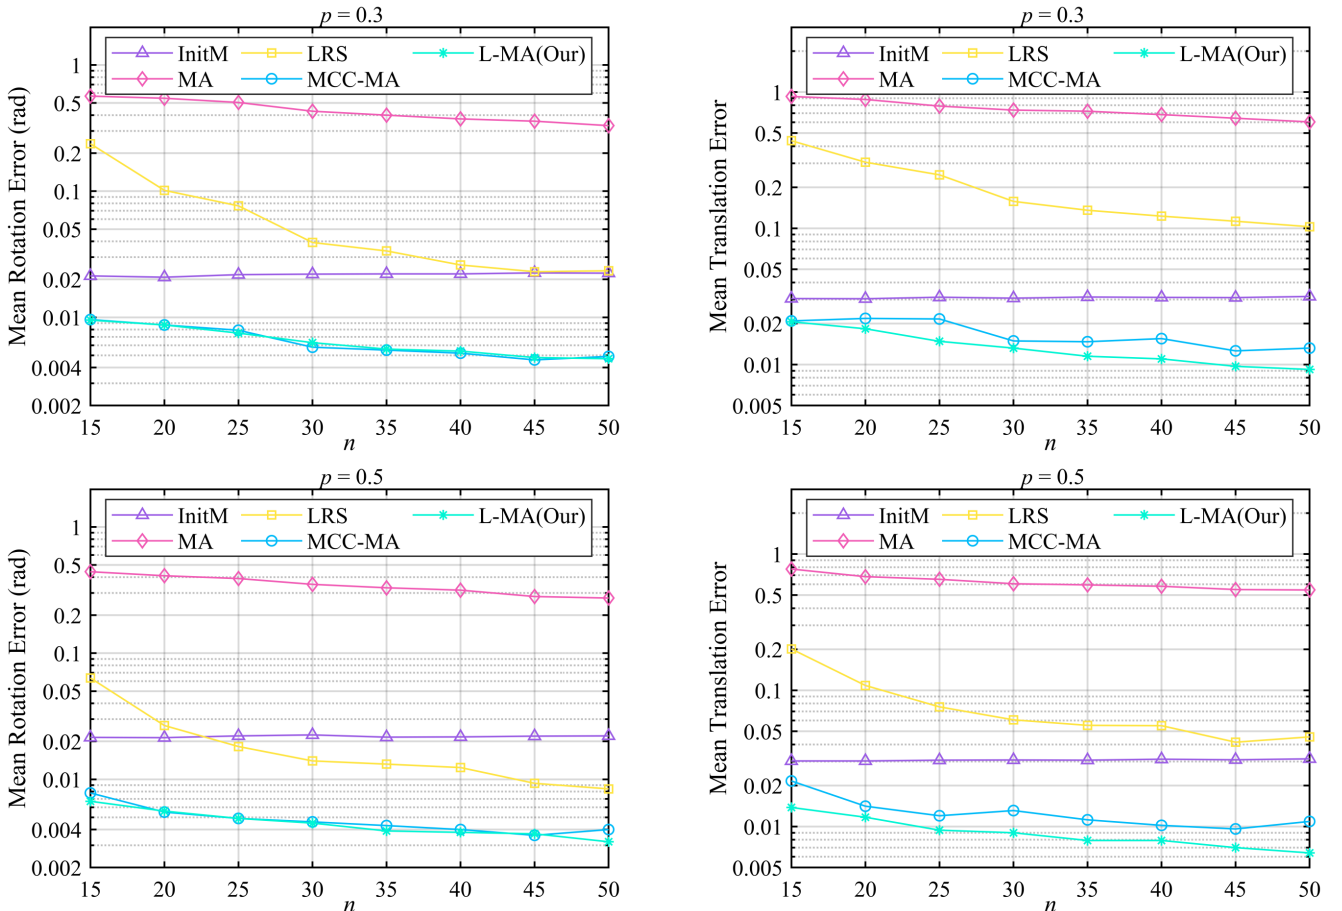 p = 0.3
InitM LRS L-MA(Our)
MA MCC-MA
Mean Rotation Error (rad)
1
0.5
0.2
0.1
0.05
0.02
0.01
0.004
0.002
15 20 25 30 35 40 45 50
n
p = 0.3
InitM LRS L-MA(Our)
MA MCC-MA
Mean Translation Error
1
0.5
0.2
0.1
0.05
0.02
0.01
0.005
15 20 25 30 35 40 45 50
n
p = 0.5
InitM LRS L-MA(Our)
MA MCC-MA
Mean Rotation Error (rad)
1
0.5
0.2
0.1
0.05
0.02
0.01
0.004
0.002
15 20 25 30 35 40 45 50
n
p = 0.5
InitM LRS L-MA(Our)
MA MCC-MA
Mean Translation Error
1
0.5
0.2
0.1
0.05
0.02
0.01
0.005
15 20 25 30 35 40 45 50
n